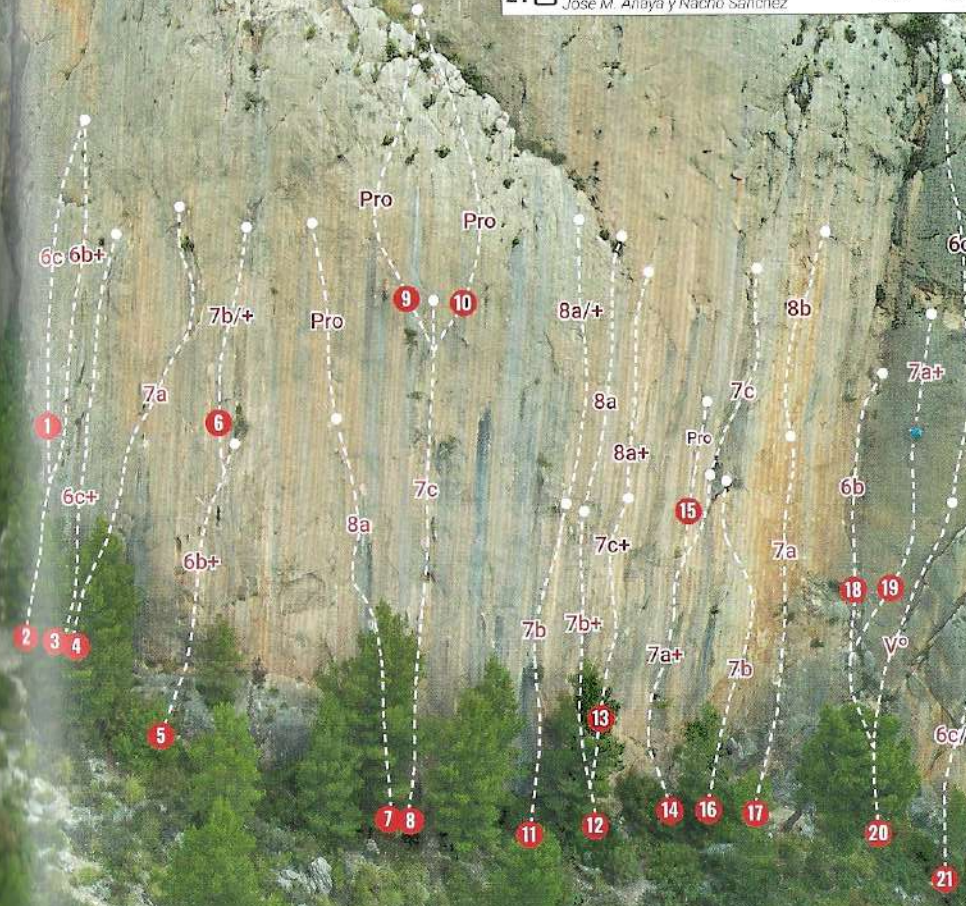 José M. Anaya y Nacho Sánchez
Pro
Pro
6c 6b+
6c
9
10
7b/+
Pro
8a/+
8b
7a+
7a
7c
8a
1
6
Pro
8a+
6c+
7c
6b
15
8a
7c+
7a
6b+
18
19
2
3
4
7b
7b+
V°
7a+
7b
13
5
6c/
14
16
17
7
8
11
12
20
21